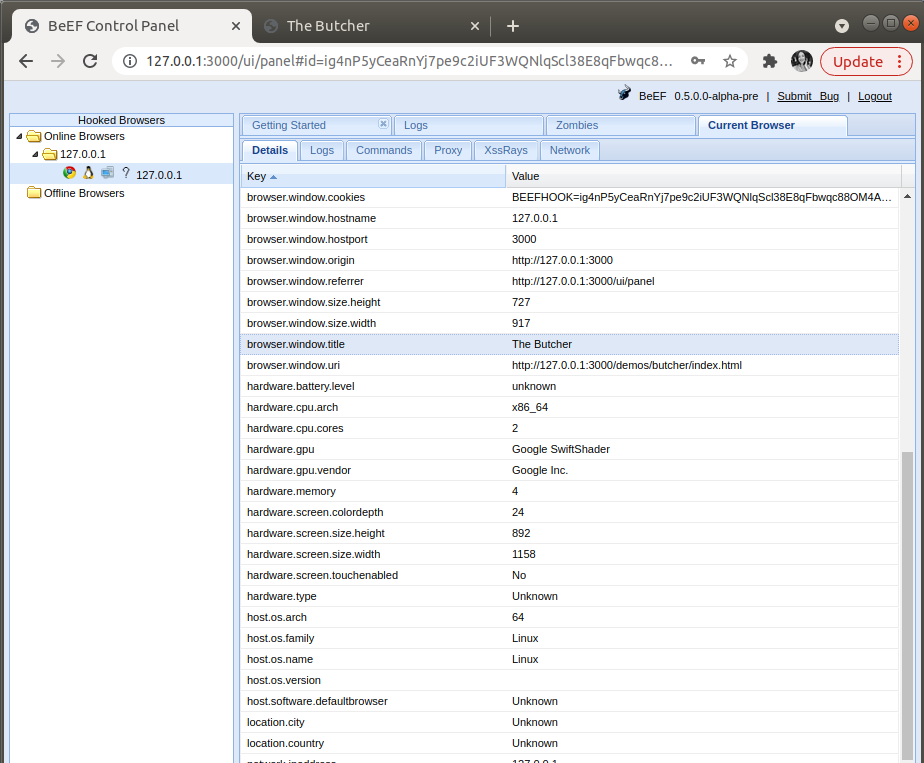 BeEF Control Panel
The Butcher
127.0.0.1:3000/ui/panel#id=ig4nP5yCeaRnYj7pe9c2iUF3WQNlqScl38E8qFbwqc8...
Update
BeEF 0.5.0.0-alpha-pre | Submit Bug | Logout
Hooked Browsers
Online Browsers
127.0.0.1
? 127.0.0.1
Offline Browsers
Getting Started
Logs
Zombies
Current Browser
Details
Logs
Commands
Proxy
XssRays
Network
Key Value
browser.window.cookies BEEFHOOK=ig4nP5yCeaRnYj7pe9c2iUF3WQNlqScl38E8qFbwqc88OM4A...
browser.window.hostname 127.0.0.1
browser.window.hostport 3000
browser.window.origin http://127.0.0.1:3000
browser.window.referrer http://127.0.0.1:3000/ui/panel
browser.window.size.height 727
browser.window.size.width 917
browser.window.title The Butcher
browser.window.uri http://127.0.0.1:3000/demos/butcher/index.html
hardware.battery.level unknown
hardware.cpu.arch x86_64
hardware.cpu.cores 2
hardware.gpu Google SwiftShader
hardware.gpu.vendor Google Inc.
hardware.memory 4
hardware.screen.colordepth 24
hardware.screen.size.height 892
hardware.screen.size.width 1158
hardware.screen.touchenabled No
hardware.type Unknown
host.os.arch 64
host.os.family Linux
host.os.name Linux
host.os.version
host.software.defaultbrowser Unknown
location.city Unknown
location.country Unknown
network.ipaddress 127.0.0.1